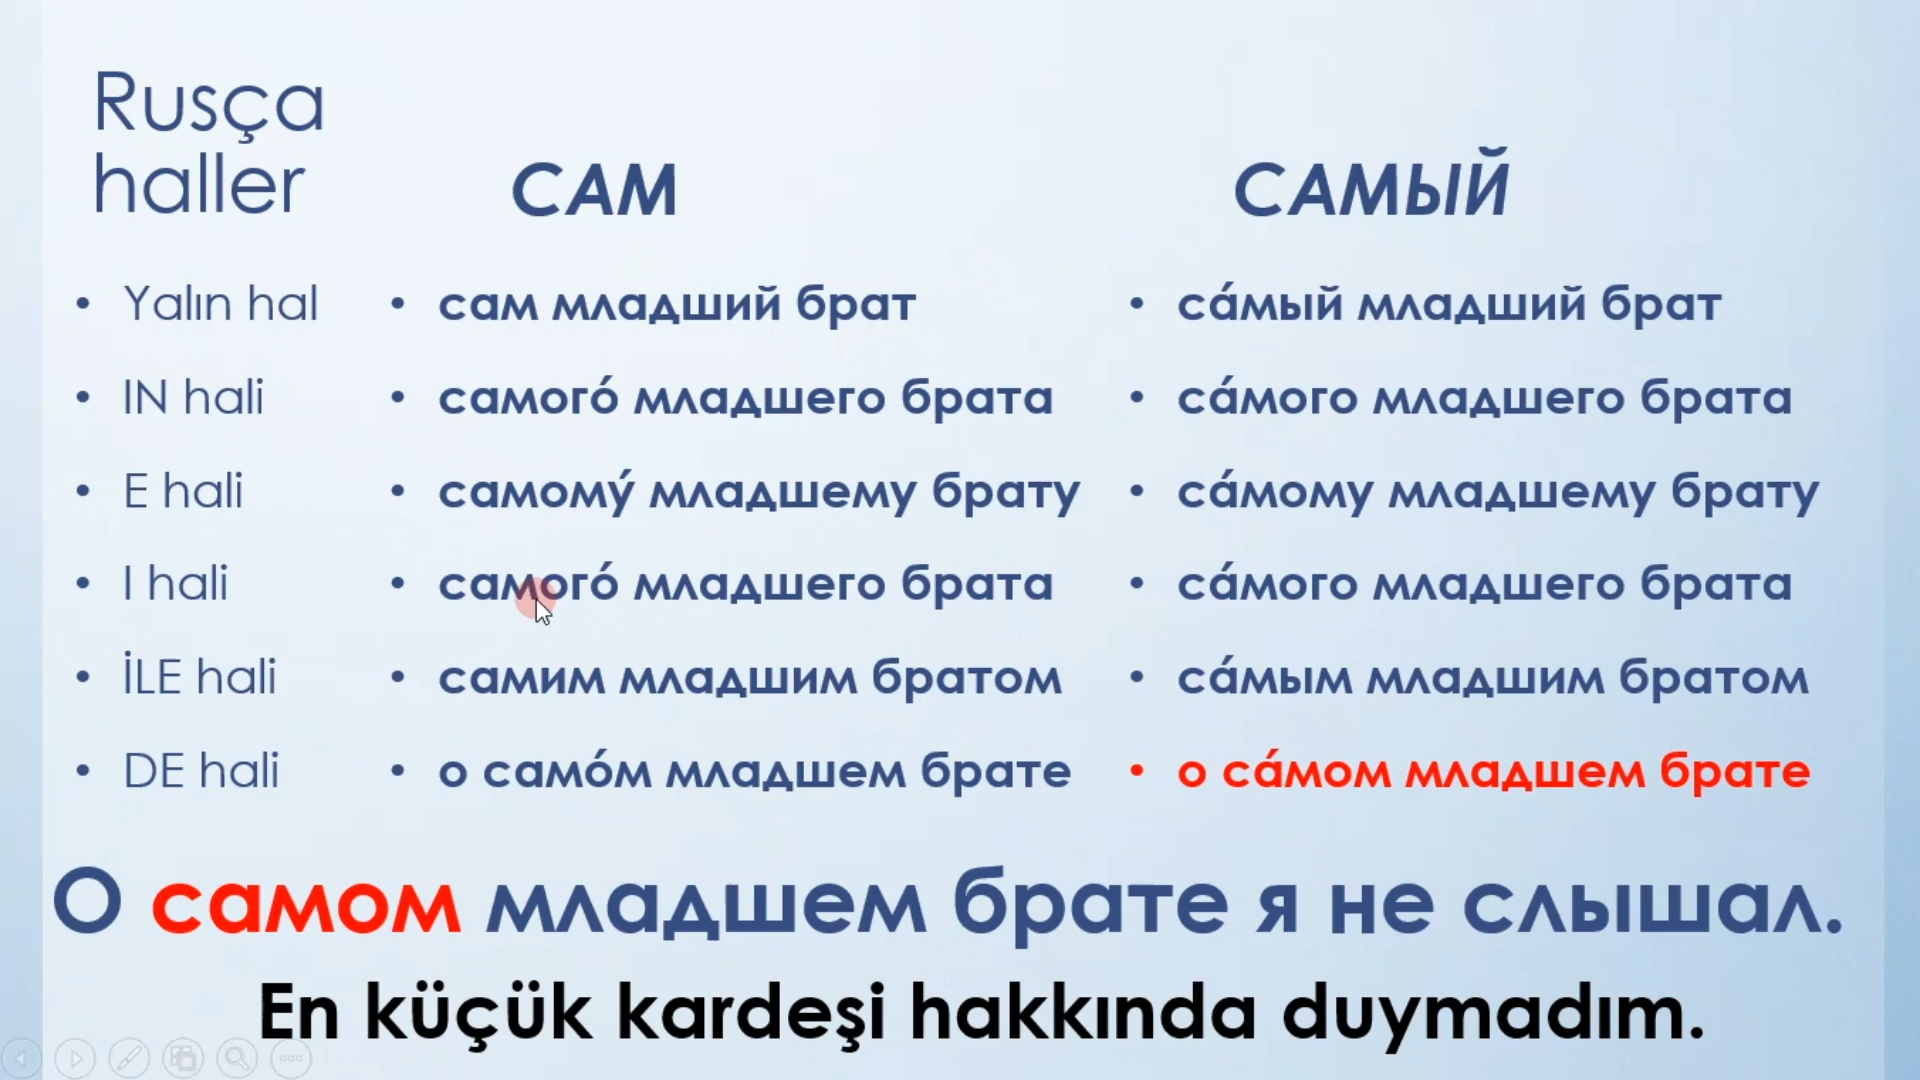 Rusça
haller
САМ
САМЫЙ
• Yalın hal
• сам младший брат
• са́мый младший брат
• IN hali
• самого́ младшего брата
• са́мого младшего брата
• E hali
• самому́ младшему брату
• са́мому младшему брату
• I hali
• самого́ младшего брата
• са́мого младшего брата
• İLE hali
• самим младшим братом
• са́мым младшим братом
• DE hali
• о само́м младшем брате
• о са́мом младшем брате
О самом младшем брате я не слышал.
En küçük kardeşi hakkında duymadım.